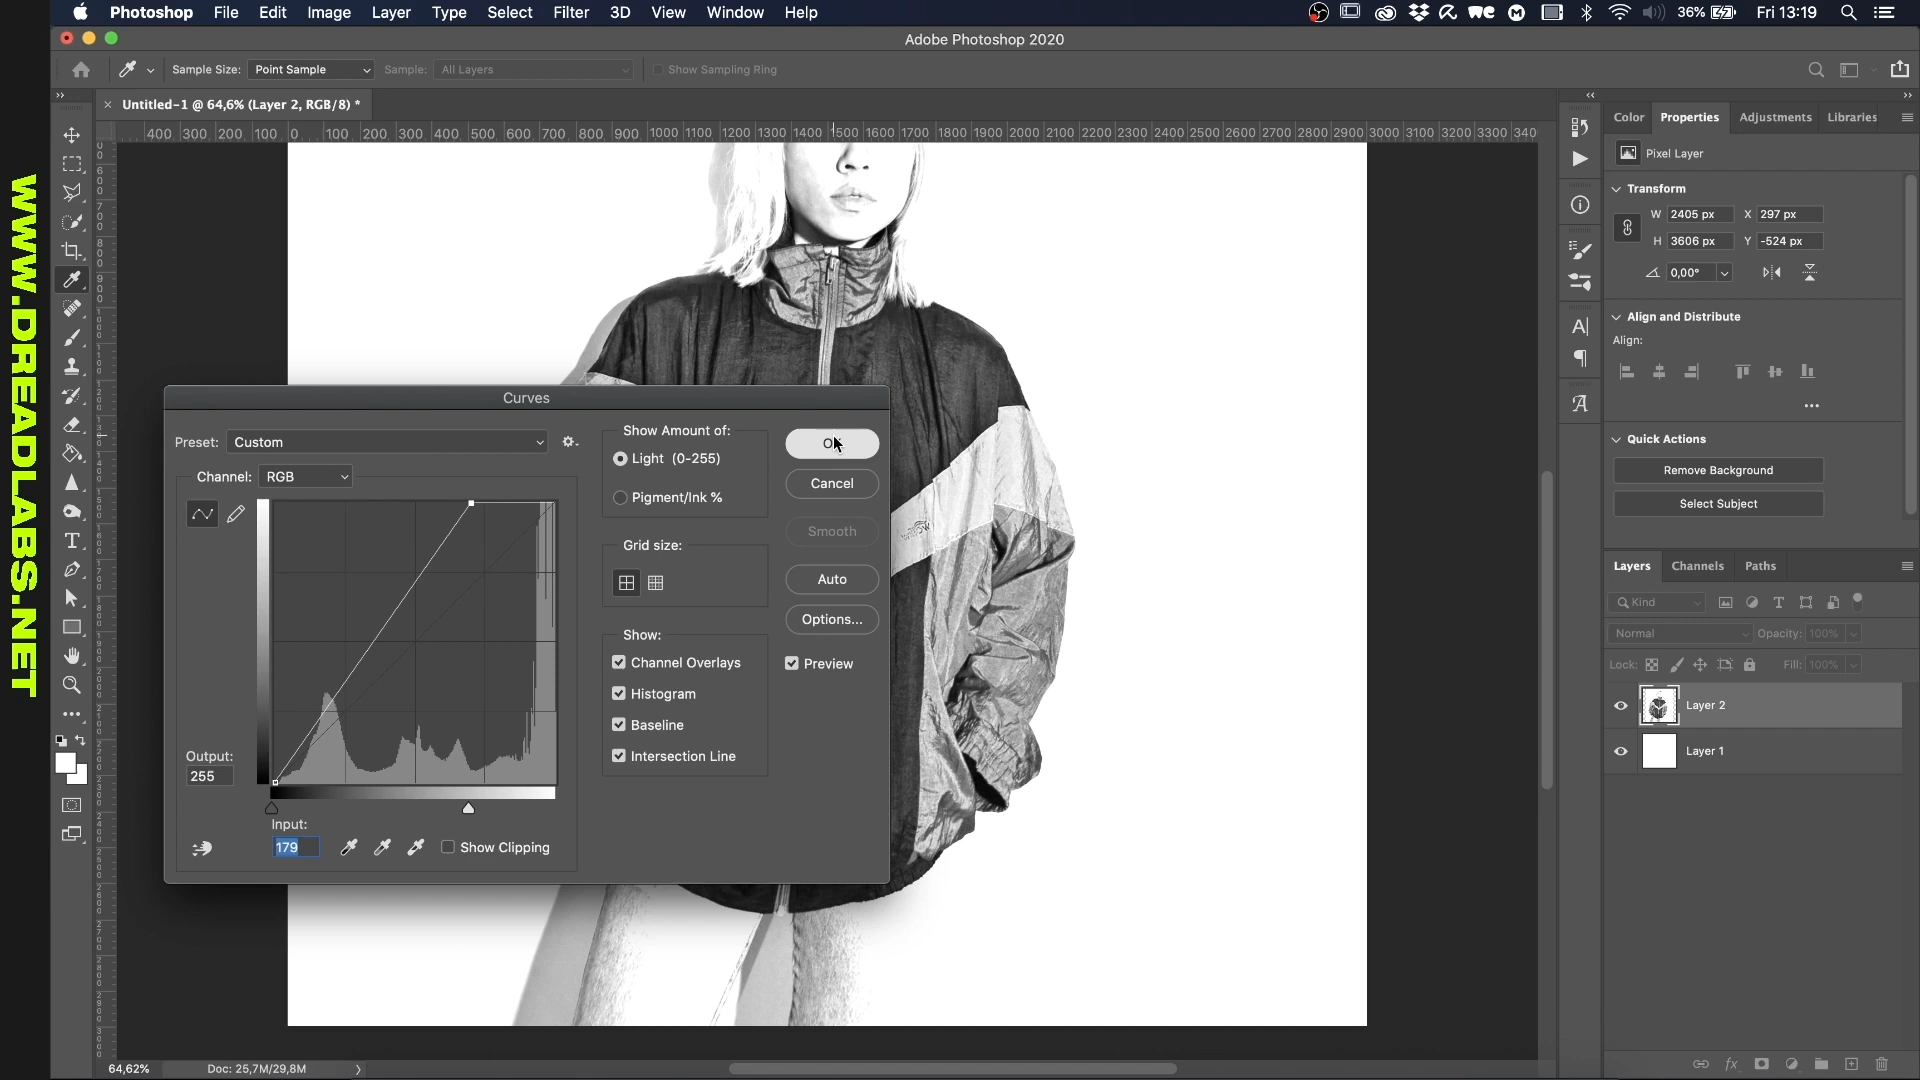 Photoshop File Edit Image Layer Type Select Filter 3D View Window Help
36% Fri 13:19
Adobe Photoshop 2020
Sample Size: Point Sample Sample: All Layers Show Sampling Ring
Untitled-1 @ 64,6% (Layer 2, RGB/8) *
400 300 200 100 0 100 200 300 400 500 600 700 800 900 1000 1100 1200 1300 1400 1500 1600 1700 1800 1900 2000 2100 2200 2300 2400 2500 2600 2700 2800 2900 3000 3100 3200 3300 340
WWW.DREADLABS.NET
Curves
Preset: Custom
Channel: RGB
Output:
255
Input:
179
Show Clipping
Show Amount of:
Light (0-255)
Pigment/Ink %
Grid size:
Show:
Channel Overlays
Histogram
Baseline
Intersection Line
OK
Cancel
Smooth
Auto
Options...
Preview
Color Properties Adjustments Libraries
Pixel Layer
Transform
W 2405 px X 297 px
H 3606 px Y -524 px
0,00°
Align and Distribute
Align:
Quick Actions
Remove Background
Select Subject
Layers Channels Paths
Kind
Normal Opacity: 100%
Lock: Fill: 100%
Layer 2
Layer 1
64,62% Doc: 25,7M/29,8M